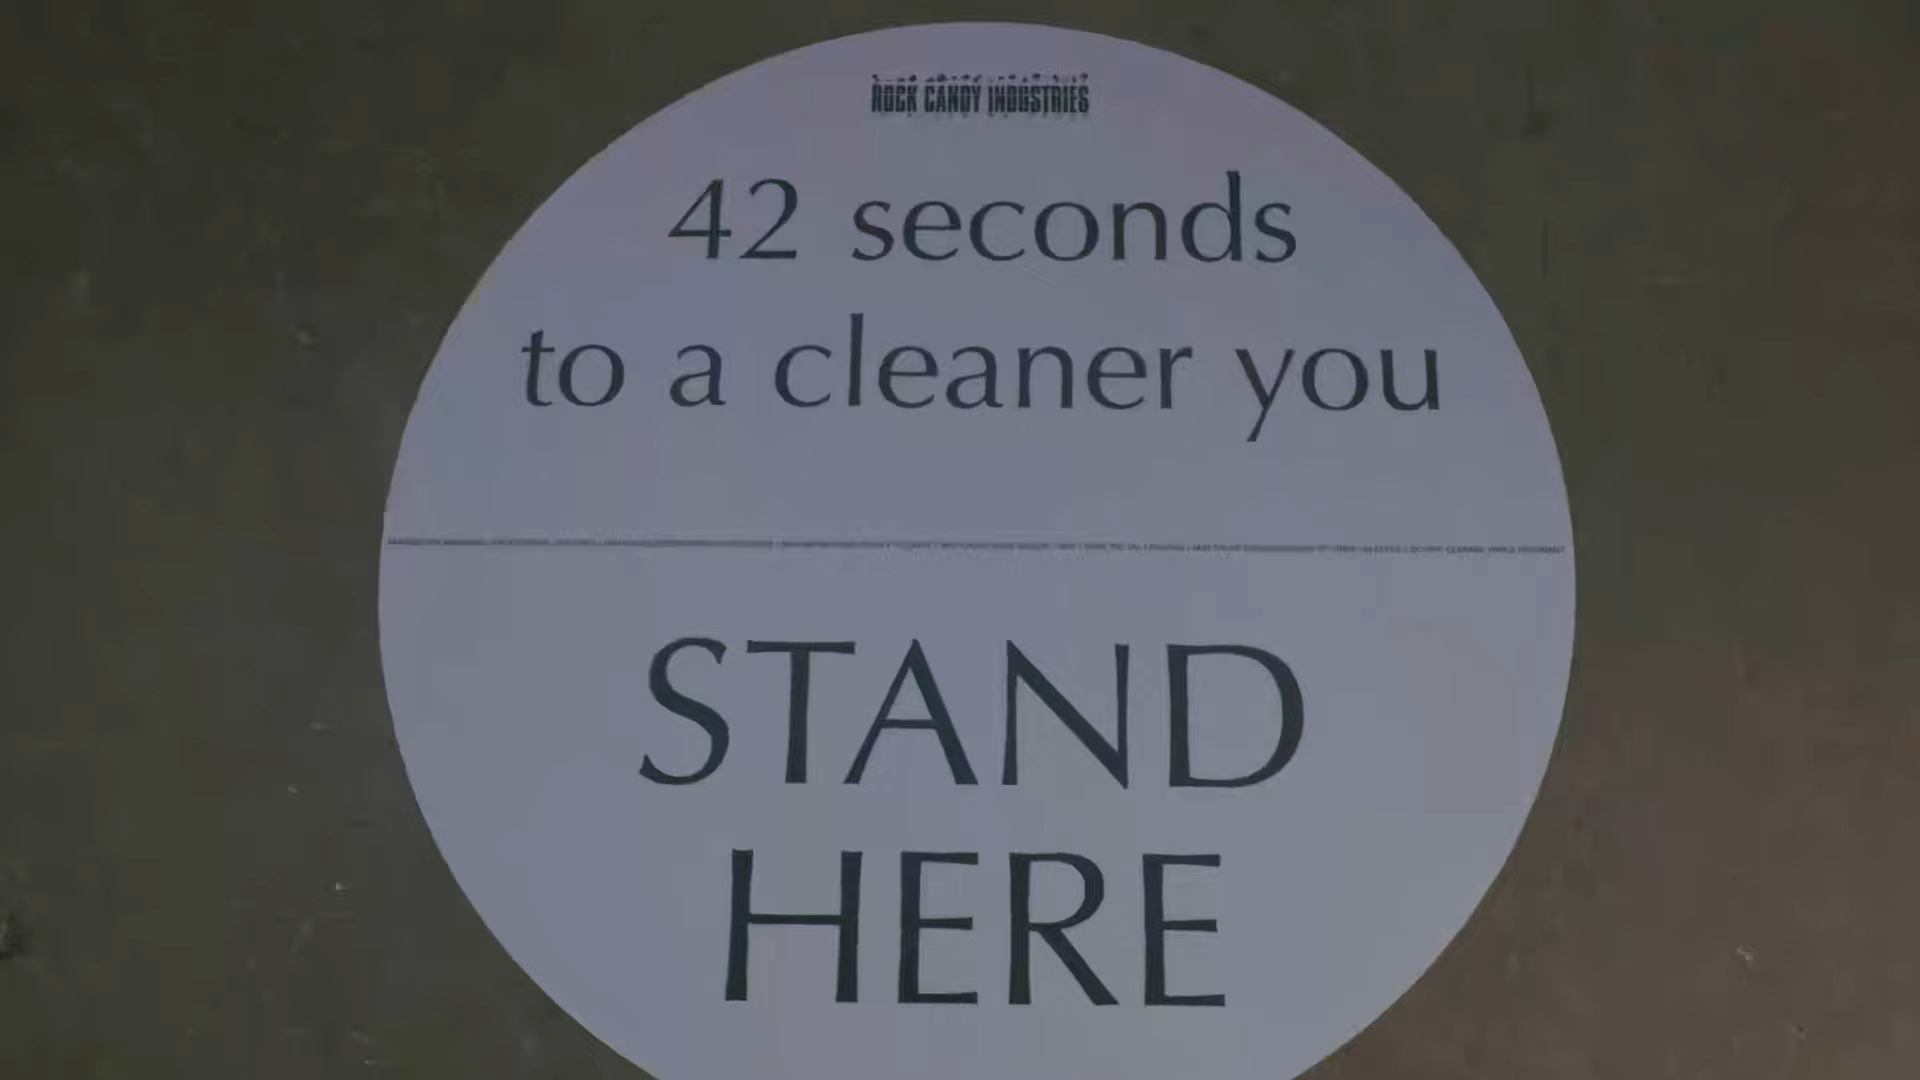 ROCK CANDY INDUSTRIES
42 seconds
to a cleaner you
STAND
HERE